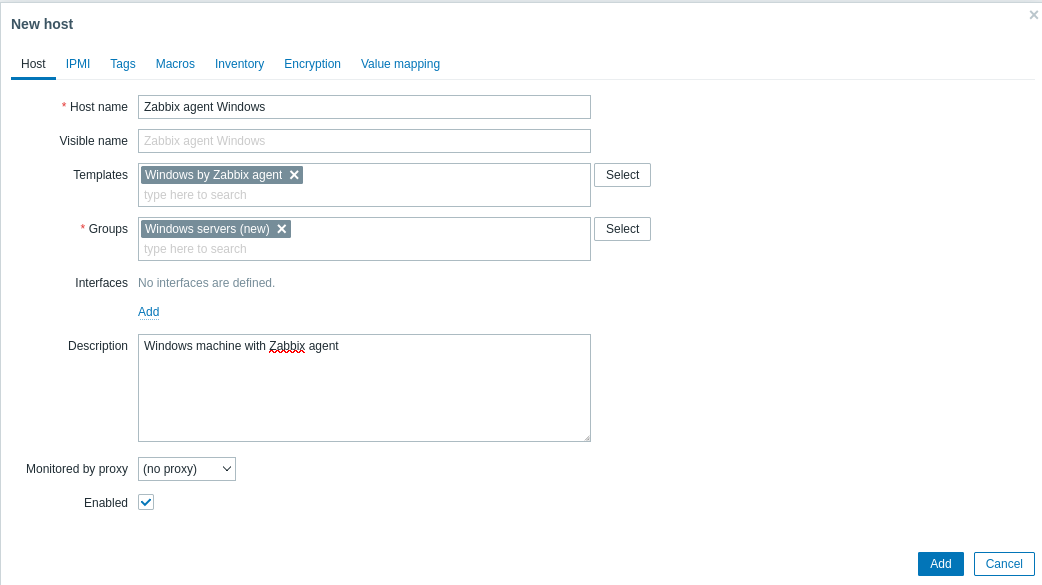 New host
Host IPMI Tags Macros Inventory Encryption Value mapping
* Host name Zabbix agent Windows
Visible name Zabbix agent Windows
Templates Windows by Zabbix agent Select
type here to search
* Groups Windows servers (new) Select
type here to search
Interfaces No interfaces are defined.
Add
Description Windows machine with Zabbix agent
Monitored by proxy (no proxy)
Enabled
Add Cancel